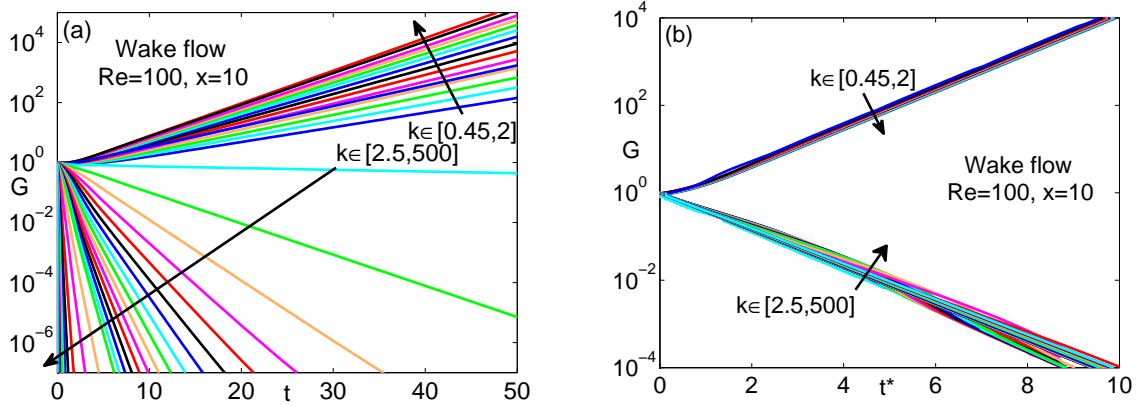 (a)
Wake flow
Re=100, x=10
k∈[0.45,2]
k∈[2.5,500]
10^4
10^2
10^0
G
10^-2
10^-4
10^-6
0 10 20 30 40 50
t
(b)
k∈[0.45,2]
Wake flow
Re=100, x=10
k∈[2.5,500]
10^4
10^2
G
10^0
10^-2
10^-4
0 2 4 6 8 10
t*